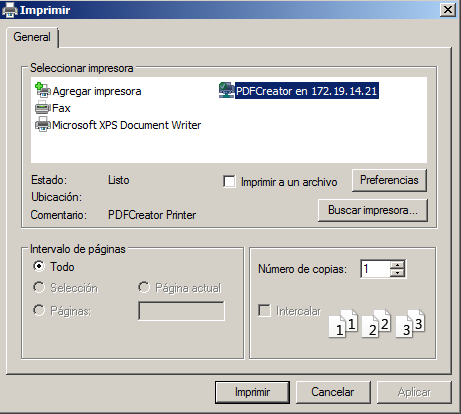 Imprimir
General
Seleccionar impresora
Agregar impresora
PDFCreator en 172.19.14.21
Fax
Microsoft XPS Document Writer
Estado: Listo
Imprimir a un archivo
Preferencias
Ubicación:
Comentario: PDFCreator Printer
Buscar impresora...
Intervalo de páginas
Todo
Selección
Página actual
Páginas:
Número de copias: 1
Intercalar
1 1 2 2 3 3
Imprimir
Cancelar
Aplicar